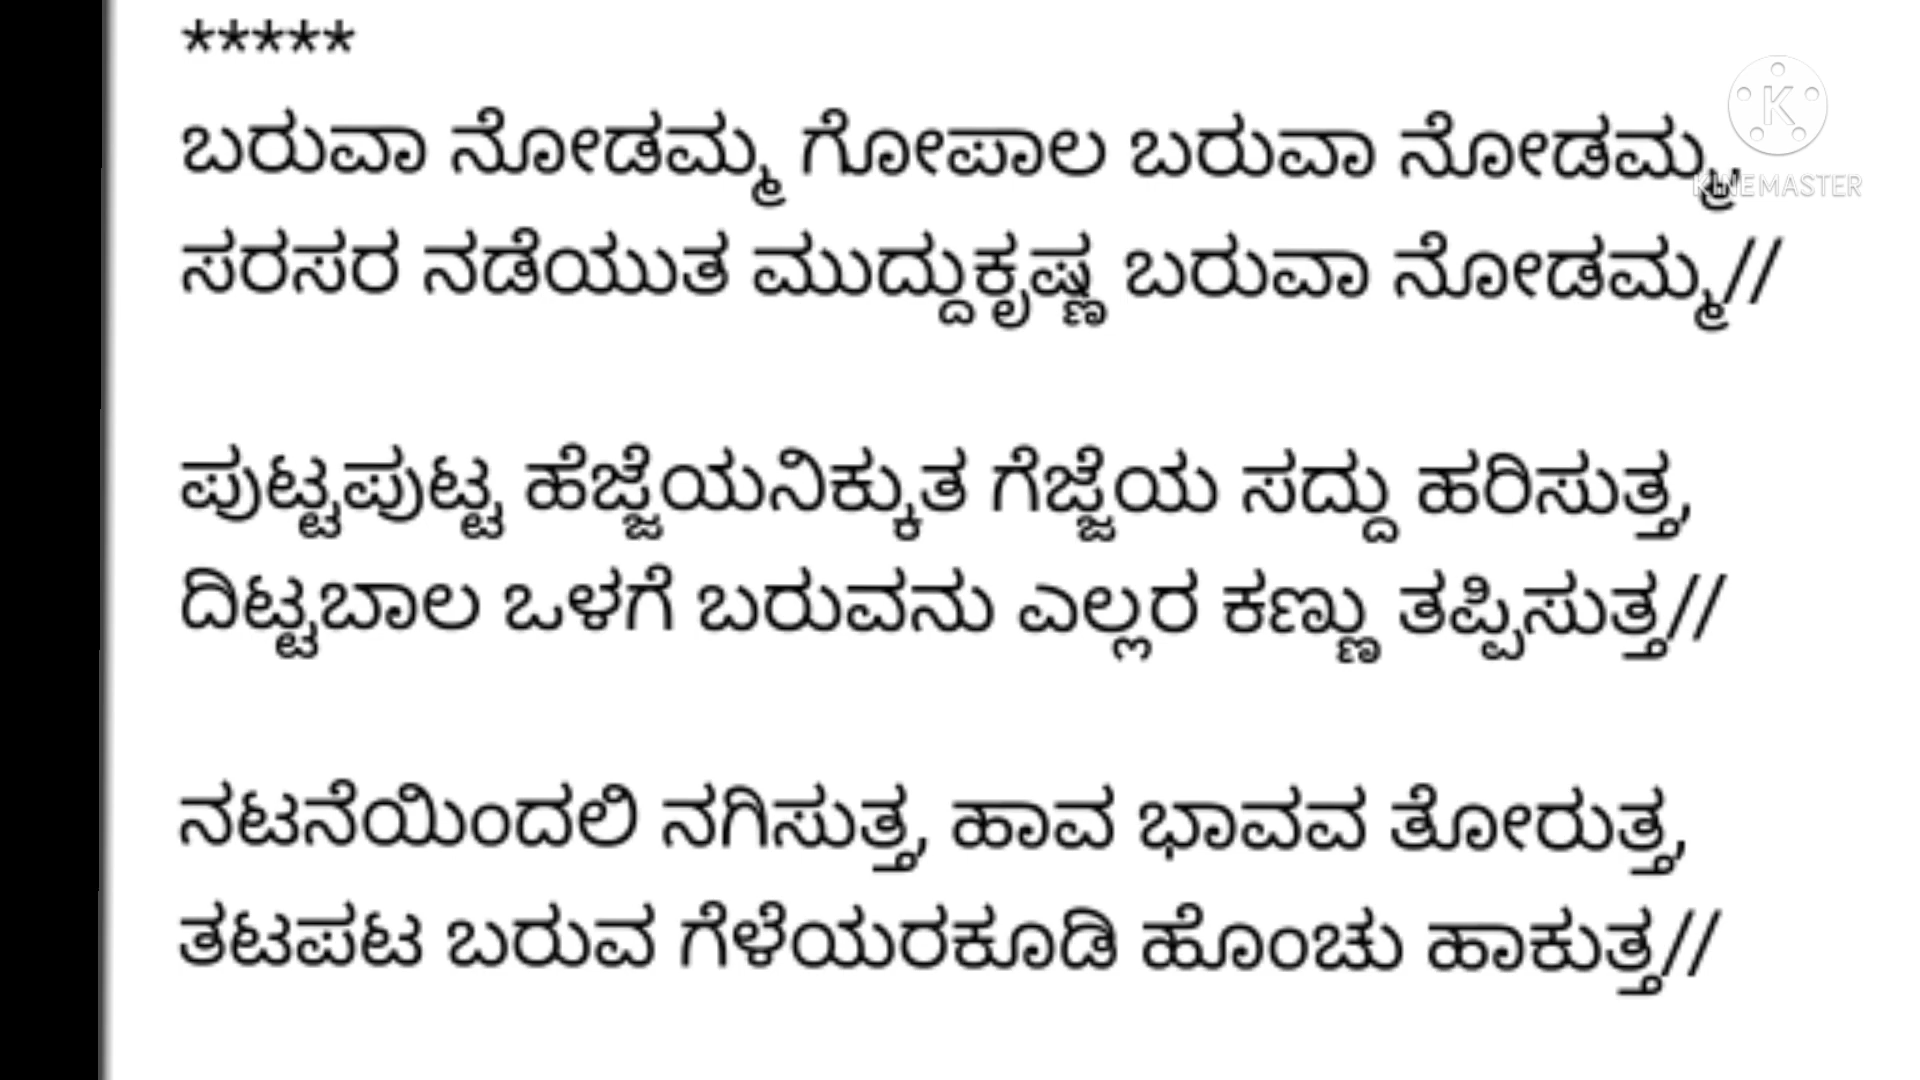 *****
ಬರುವಾ ನೋಡಮ್ಮ ಗೋಪಾಲ ಬರುವಾ ನೋಡಮ್ಮ,
ಸರಸರ ನಡೆಯುತ ಮುದ್ದುಕೃಷ್ಣ ಬರುವಾ ನೋಡಮ್ಮ//
ಪುಟ್ಟಪುಟ್ಟ ಹೆಜ್ಜೆಯನಿಕ್ಕುತ ಗೆಜ್ಜೆಯ ಸದ್ದು ಹರಿಸುತ್ತ,
ದಿಟ್ಟಬಾಲ ಒಳಗೆ ಬರುವನು ಎಲ್ಲರ ಕಣ್ಣು ತಪ್ಪಿಸುತ್ತ//
ನಟನೆಯಿಂದಲಿ ನಗಿಸುತ್ತ, ಹಾವ ಭಾವವ ತೋರುತ್ತ,
ತಟಪಟ ಬರುವ ಗೆಳೆಯರಕೂಡಿ ಹೊಂಚು ಹಾಕುತ್ತ//
K
KINEMASTER